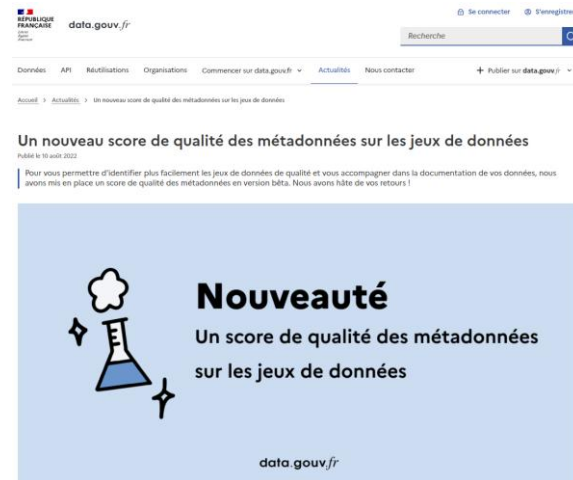 RÉPUBLIQUE
FRANÇAISE
Liberté
Égalité
Fraternité
data.gouv.fr
Se connecter
S'enregistrer
Recherche
Données
API
Réutilisations
Organisations
Commencer sur data.gouv.fr
Actualités
Nous contacter
Publier sur data.gouv.fr
Accueil > Actualités > Un nouveau score de qualité des métadonnées sur les jeux de données
Un nouveau score de qualité des métadonnées sur les jeux de données
Publié le 10 août 2022
Pour vous permettre d'identifier plus facilement les jeux de données de qualité et vous accompagner dans la documentation de vos données, nous
avons mis en place un score de qualité des métadonnées en version bêta. Nous avons hâte de vos retours !
Nouveauté
Un score de qualité des métadonnées
sur les jeux de données
data.gouv.fr